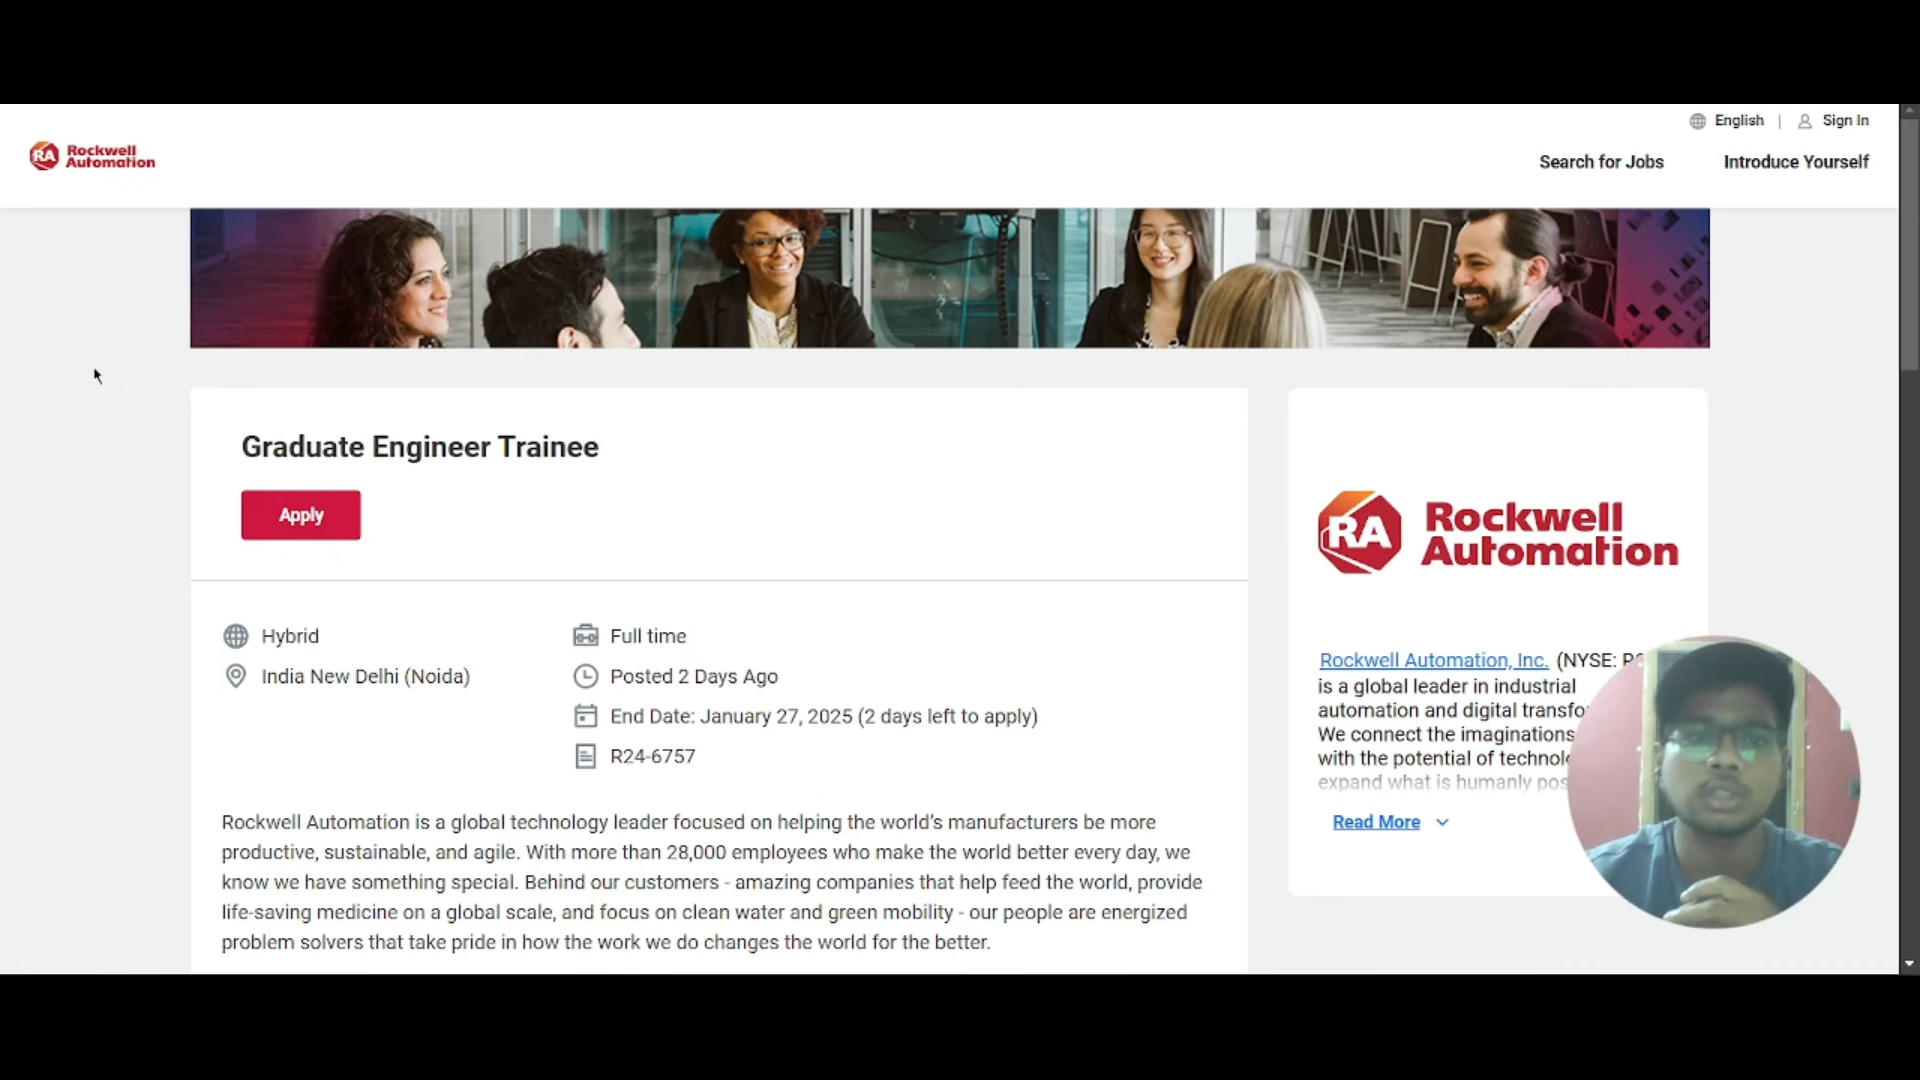 English | Sign In
RA Rockwell
Automation
Search for Jobs Introduce Yourself
Graduate Engineer Trainee
Apply
Hybrid
India New Delhi (Noida)
Full time
Posted 2 Days Ago
End Date: January 27, 2025 (2 days left to apply)
R24-6757
Rockwell Automation is a global technology leader focused on helping the world's manufacturers be more
productive, sustainable, and agile. With more than 28,000 employees who make the world better every day, we
know we have something special. Behind our customers - amazing companies that help feed the world, provide
life-saving medicine on a global scale, and focus on clean water and green mobility - our people are energized
problem solvers that take pride in how the work we do changes the world for the better.
RA Rockwell
Automation
Rockwell Automation, Inc. (NYSE:
is a global leader in industrial
automation and digital
We connect the imaginations
with the potential of
expand what is humanly
Read More